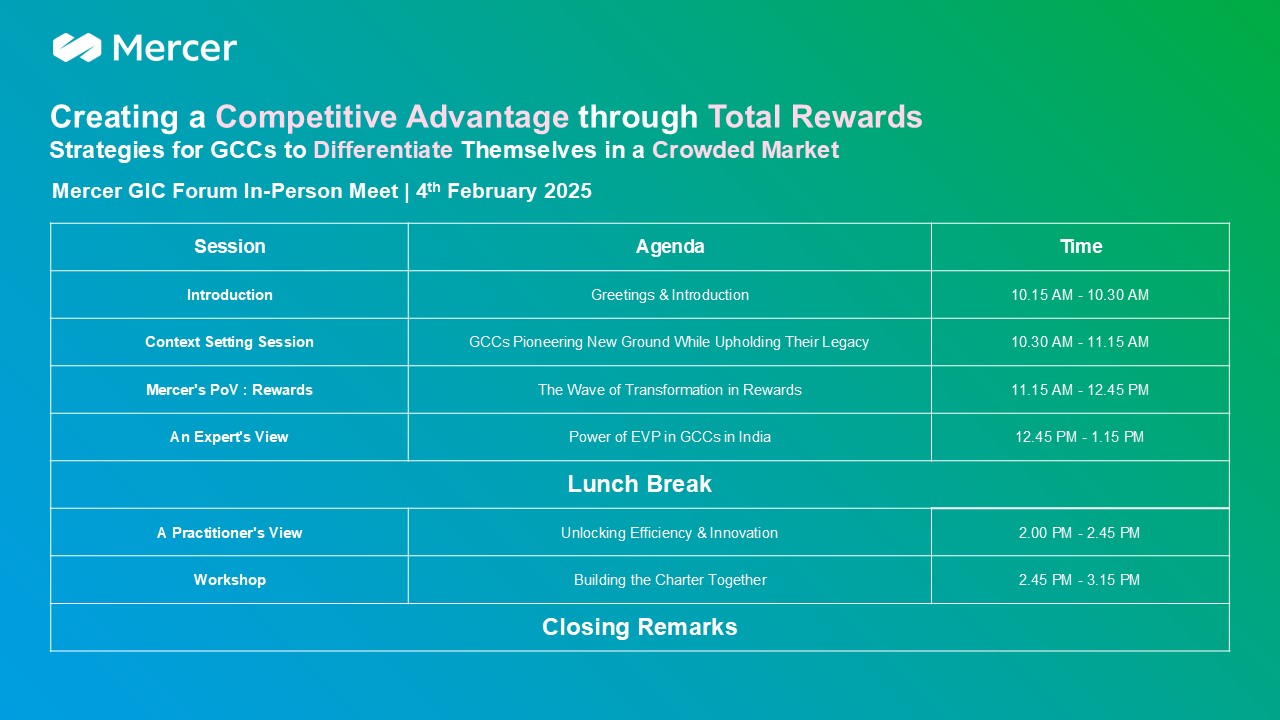 Mercer
Creating a Competitive Advantage through Total Rewards
Strategies for GCCs to Differentiate Themselves in a Crowded Market
Mercer GIC Forum In-Person Meet | 4th February 2025
Session Agenda Time
Introduction Greetings & Introduction 10.15 AM - 10.30 AM
Context Setting Session GCCs Pioneering New Ground While Upholding Their Legacy 10.30 AM - 11.15 AM
Mercer's PoV : Rewards The Wave of Transformation in Rewards 11.15 AM - 12.45 PM
An Expert's View Power of EVP in GCCs in India 12.45 PM - 1.15 PM
Lunch Break
A Practitioner's View Unlocking Efficiency & Innovation 2.00 PM - 2.45 PM
Workshop Building the Charter Together 2.45 PM - 3.15 PM
Closing Remarks